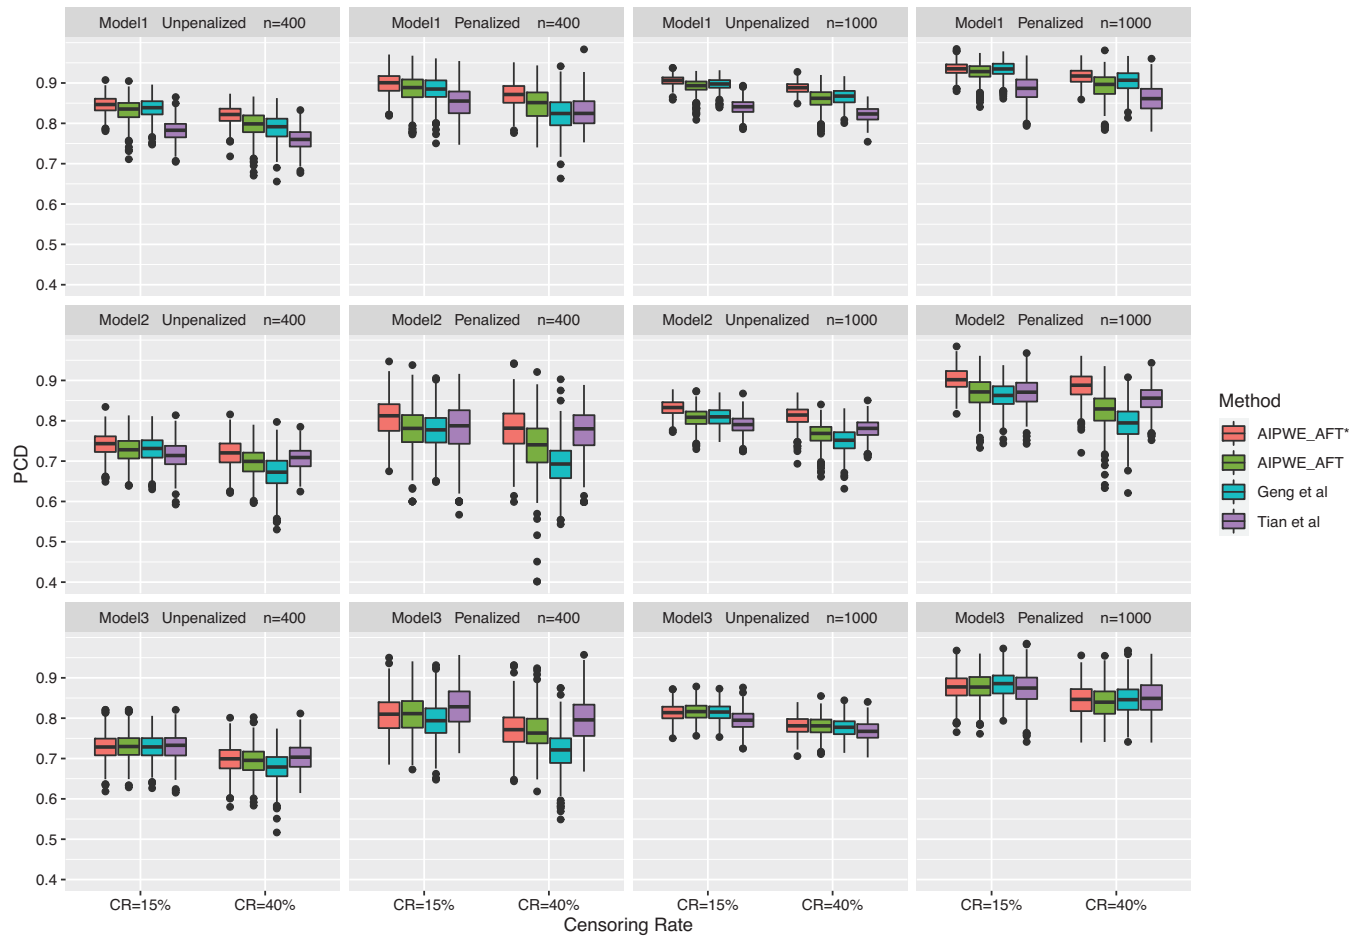 Model1 Unpenalized n=400
Model1 Penalized n=400
Model1 Unpenalized n=1000
Model1 Penalized n=1000
0.9
0.8
0.7
0.6
0.5
0.4
Model2 Unpenalized n=400
Model2 Penalized n=400
Model2 Unpenalized n=1000
Model2 Penalized n=1000
0.9
0.8
0.7
0.6
0.5
0.4
PCD
Model3 Unpenalized n=400
Model3 Penalized n=400
Model3 Unpenalized n=1000
Model3 Penalized n=1000
0.9
0.8
0.7
0.6
0.5
0.4
CR=15% CR=40%
CR=15% CR=40%
CR=15% CR=40%
CR=15% CR=40%
Censoring Rate
Method
AIPWE_AFT*
AIPWE_AFT
Geng et al
Tian et al